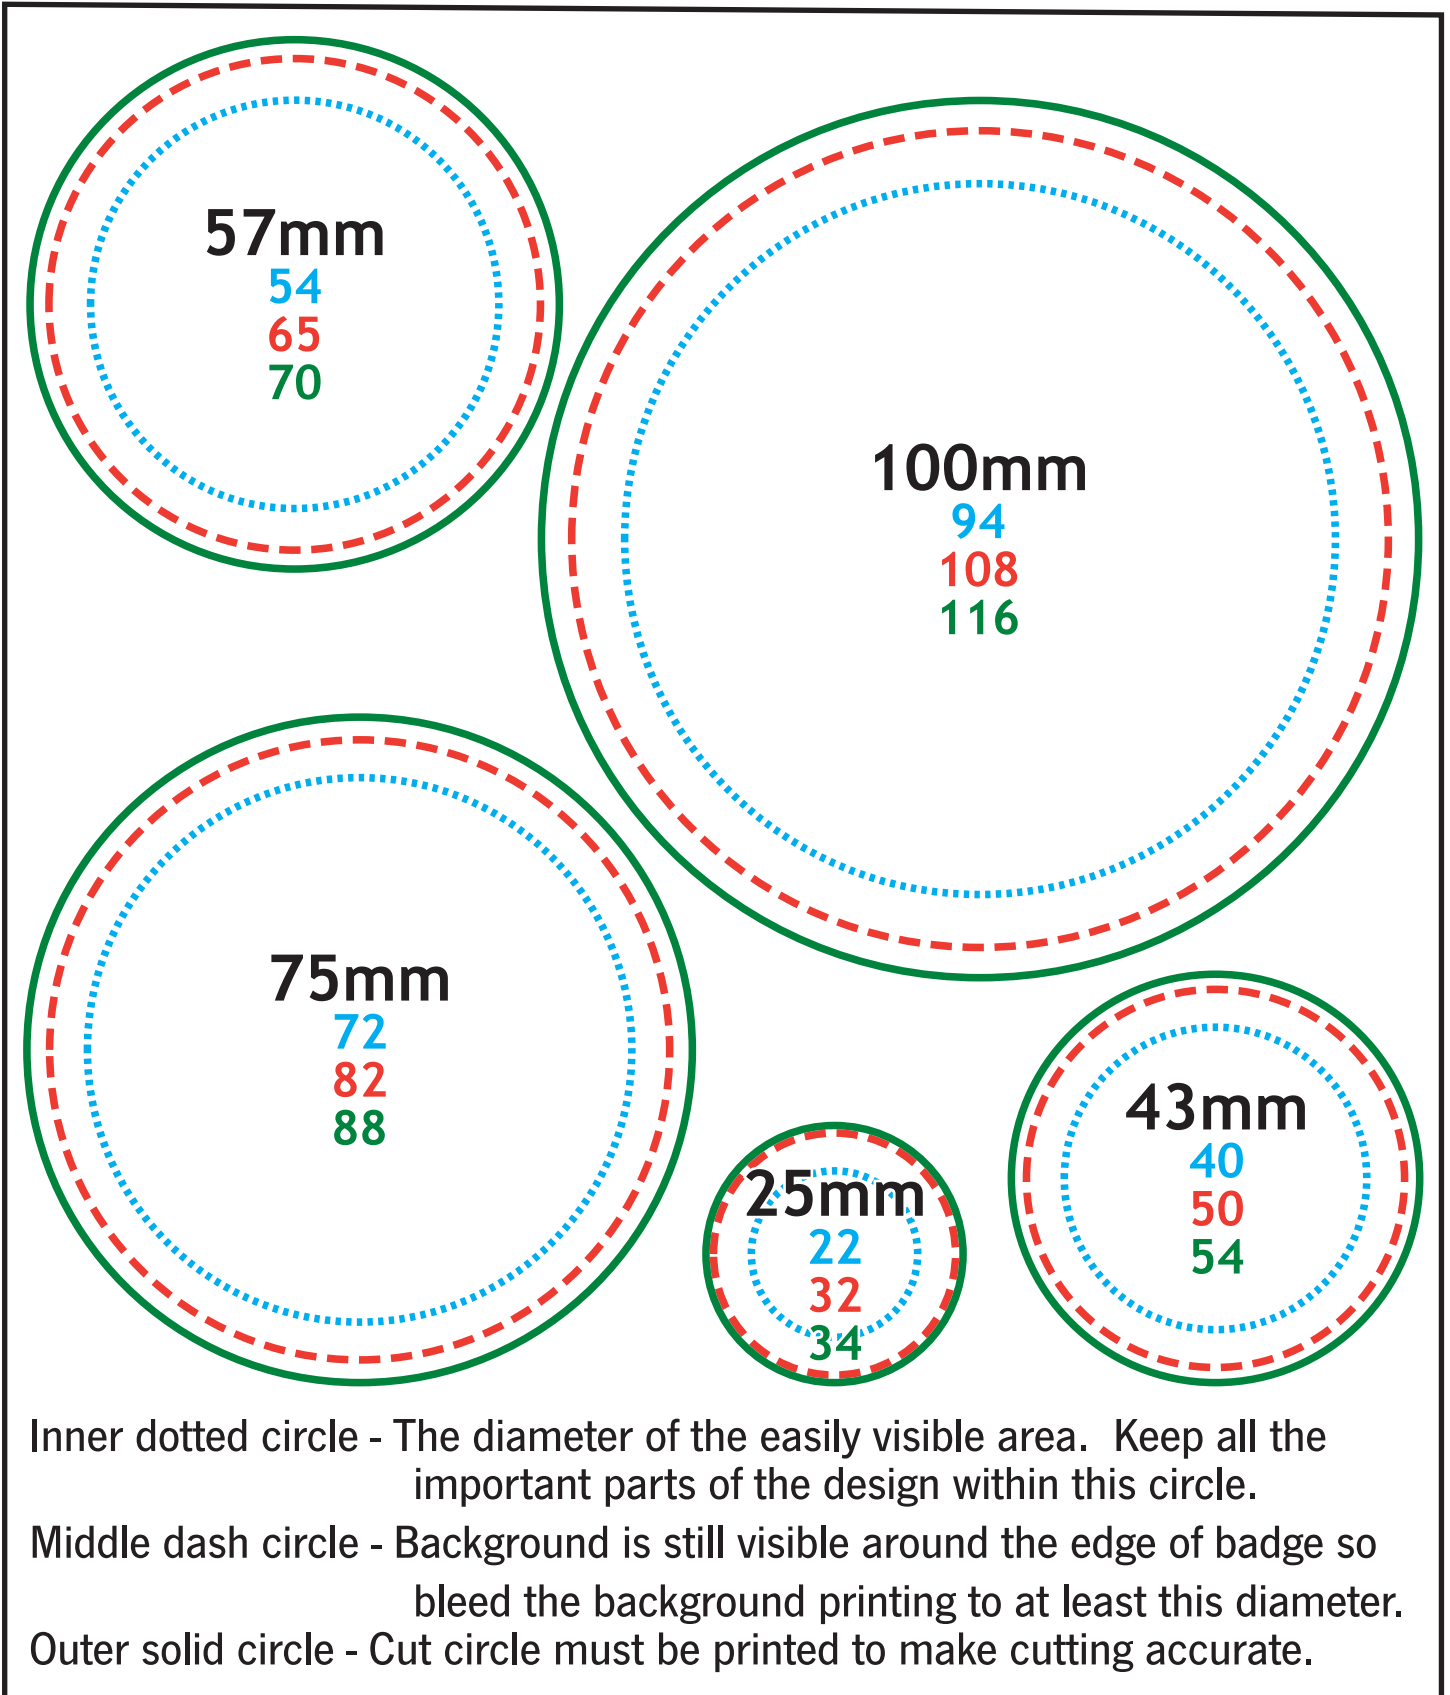 57mm
54
65
70
100mm
94
108
116
75mm
72
82
88
25mm
22
32
34
43mm
40
50
54
Inner dotted circle - The diameter of the easily visible area.  Keep all the
important parts of the design within this circle.
Middle dash circle - Background is still visible around the edge of badge so
bleed the background printing to at least this diameter.
Outer solid circle - Cut circle must be printed to make cutting accurate.